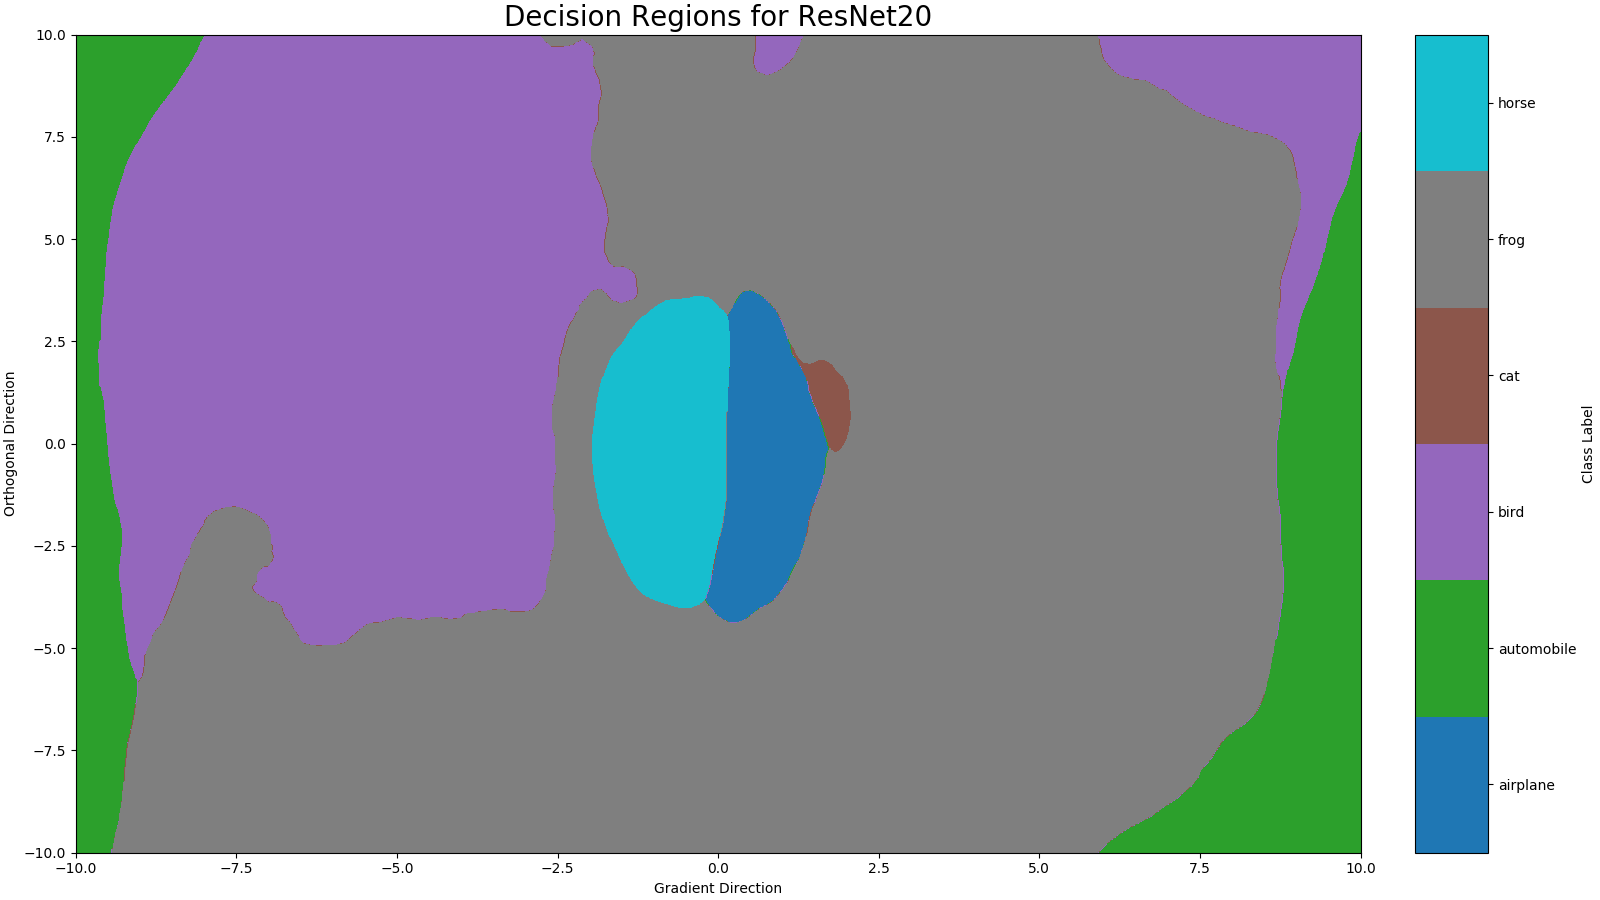 Decision Regions for ResNet20
10.0
7.5
5.0
2.5
0.0
−2.5
−5.0
−7.5
−10.0
Orthogonal Direction
−10.0 −7.5 −5.0 −2.5 0.0 2.5 5.0 7.5 10.0
Gradient Direction
horse
frog
cat
bird
automobile
airplane
Class Label